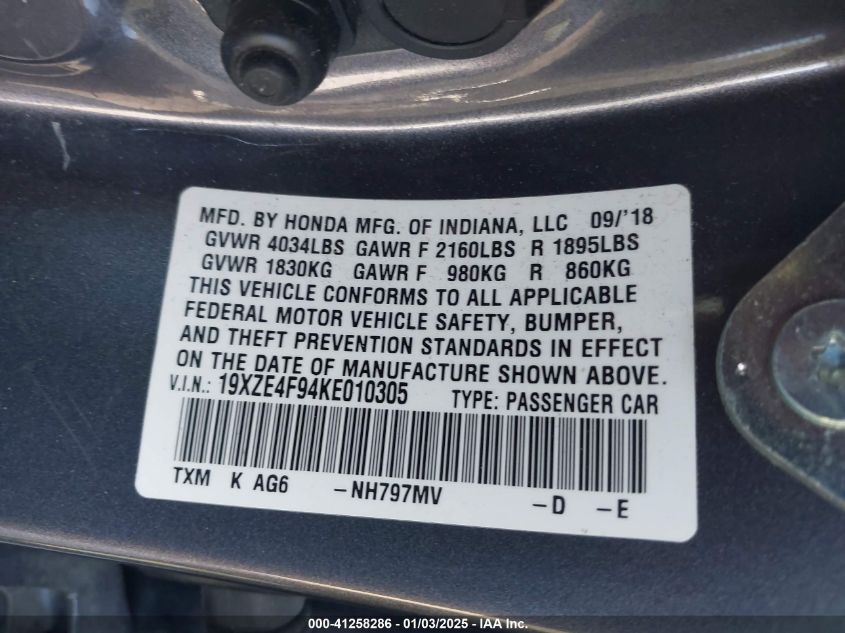 MFD. BY HONDA MFG. OF INDIANA, LLC 09/'18
GVWR 4034LBS GAWR F 2160LBS R 1895LBS
GVWR 1830KG GAWR F 980KG R 860KG
THIS VEHICLE CONFORMS TO ALL APPLICABLE
FEDERAL MOTOR VEHICLE SAFETY, BUMPER,
AND THEFT PREVENTION STANDARDS IN EFFECT
ON THE DATE OF MANUFACTURE SHOWN ABOVE.
V.I.N.: 19XZE4F94KE010305 TYPE: PASSENGER CAR
TXM K AG6 -NH797MV -D -E
000-41258286 - 01/03/2025 - IAA Inc.